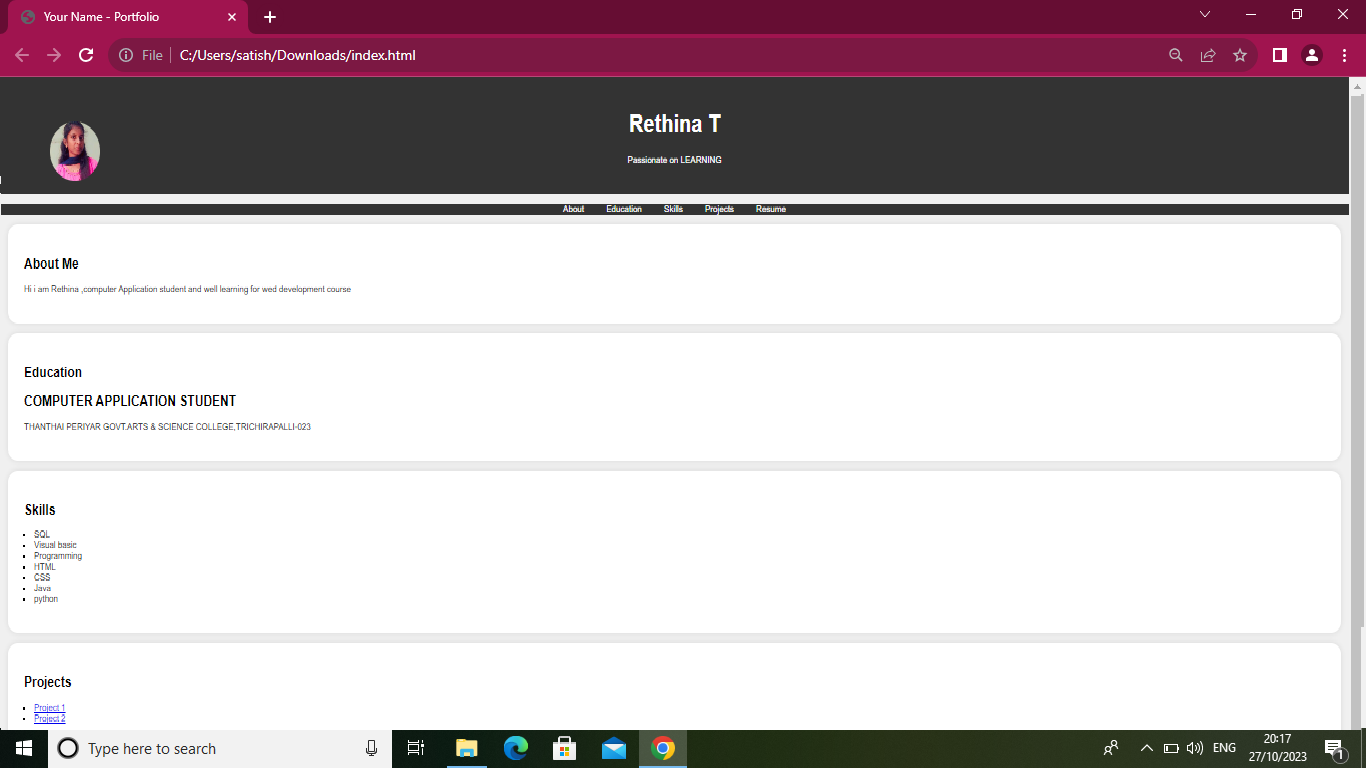 Your Name - Portfolio
File
C:/Users/satish/Downloads/index.html
Rethina T
Passionate on LEARNING
About Education Skills Projects Resume
About Me
Hi i am Rethina ,computer Application student and well learning for wed development course
Education
COMPUTER APPLICATION STUDENT
THANTHAI PERIYAR GOVT.ARTS & SCIENCE COLLEGE,TRICHIRAPALLI-023
Skills
SQL
Visual basic
Programming
HTML
CSS
Java
python
Projects
Project 1
Project 2
Type here to search
ENG
20:17
27/10/2023
1